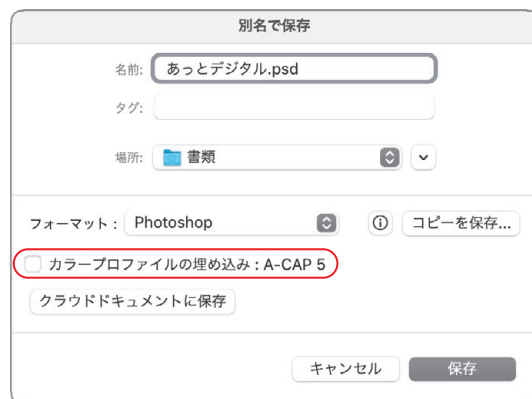 別名で保存
名前: あっとデジタル.psd
タグ:
場所: 書類
フォーマット : Photoshop コピーを保存...
カラープロファイルの埋め込み : A-CAP 5
クラウドドキュメントに保存
キャンセル 保存